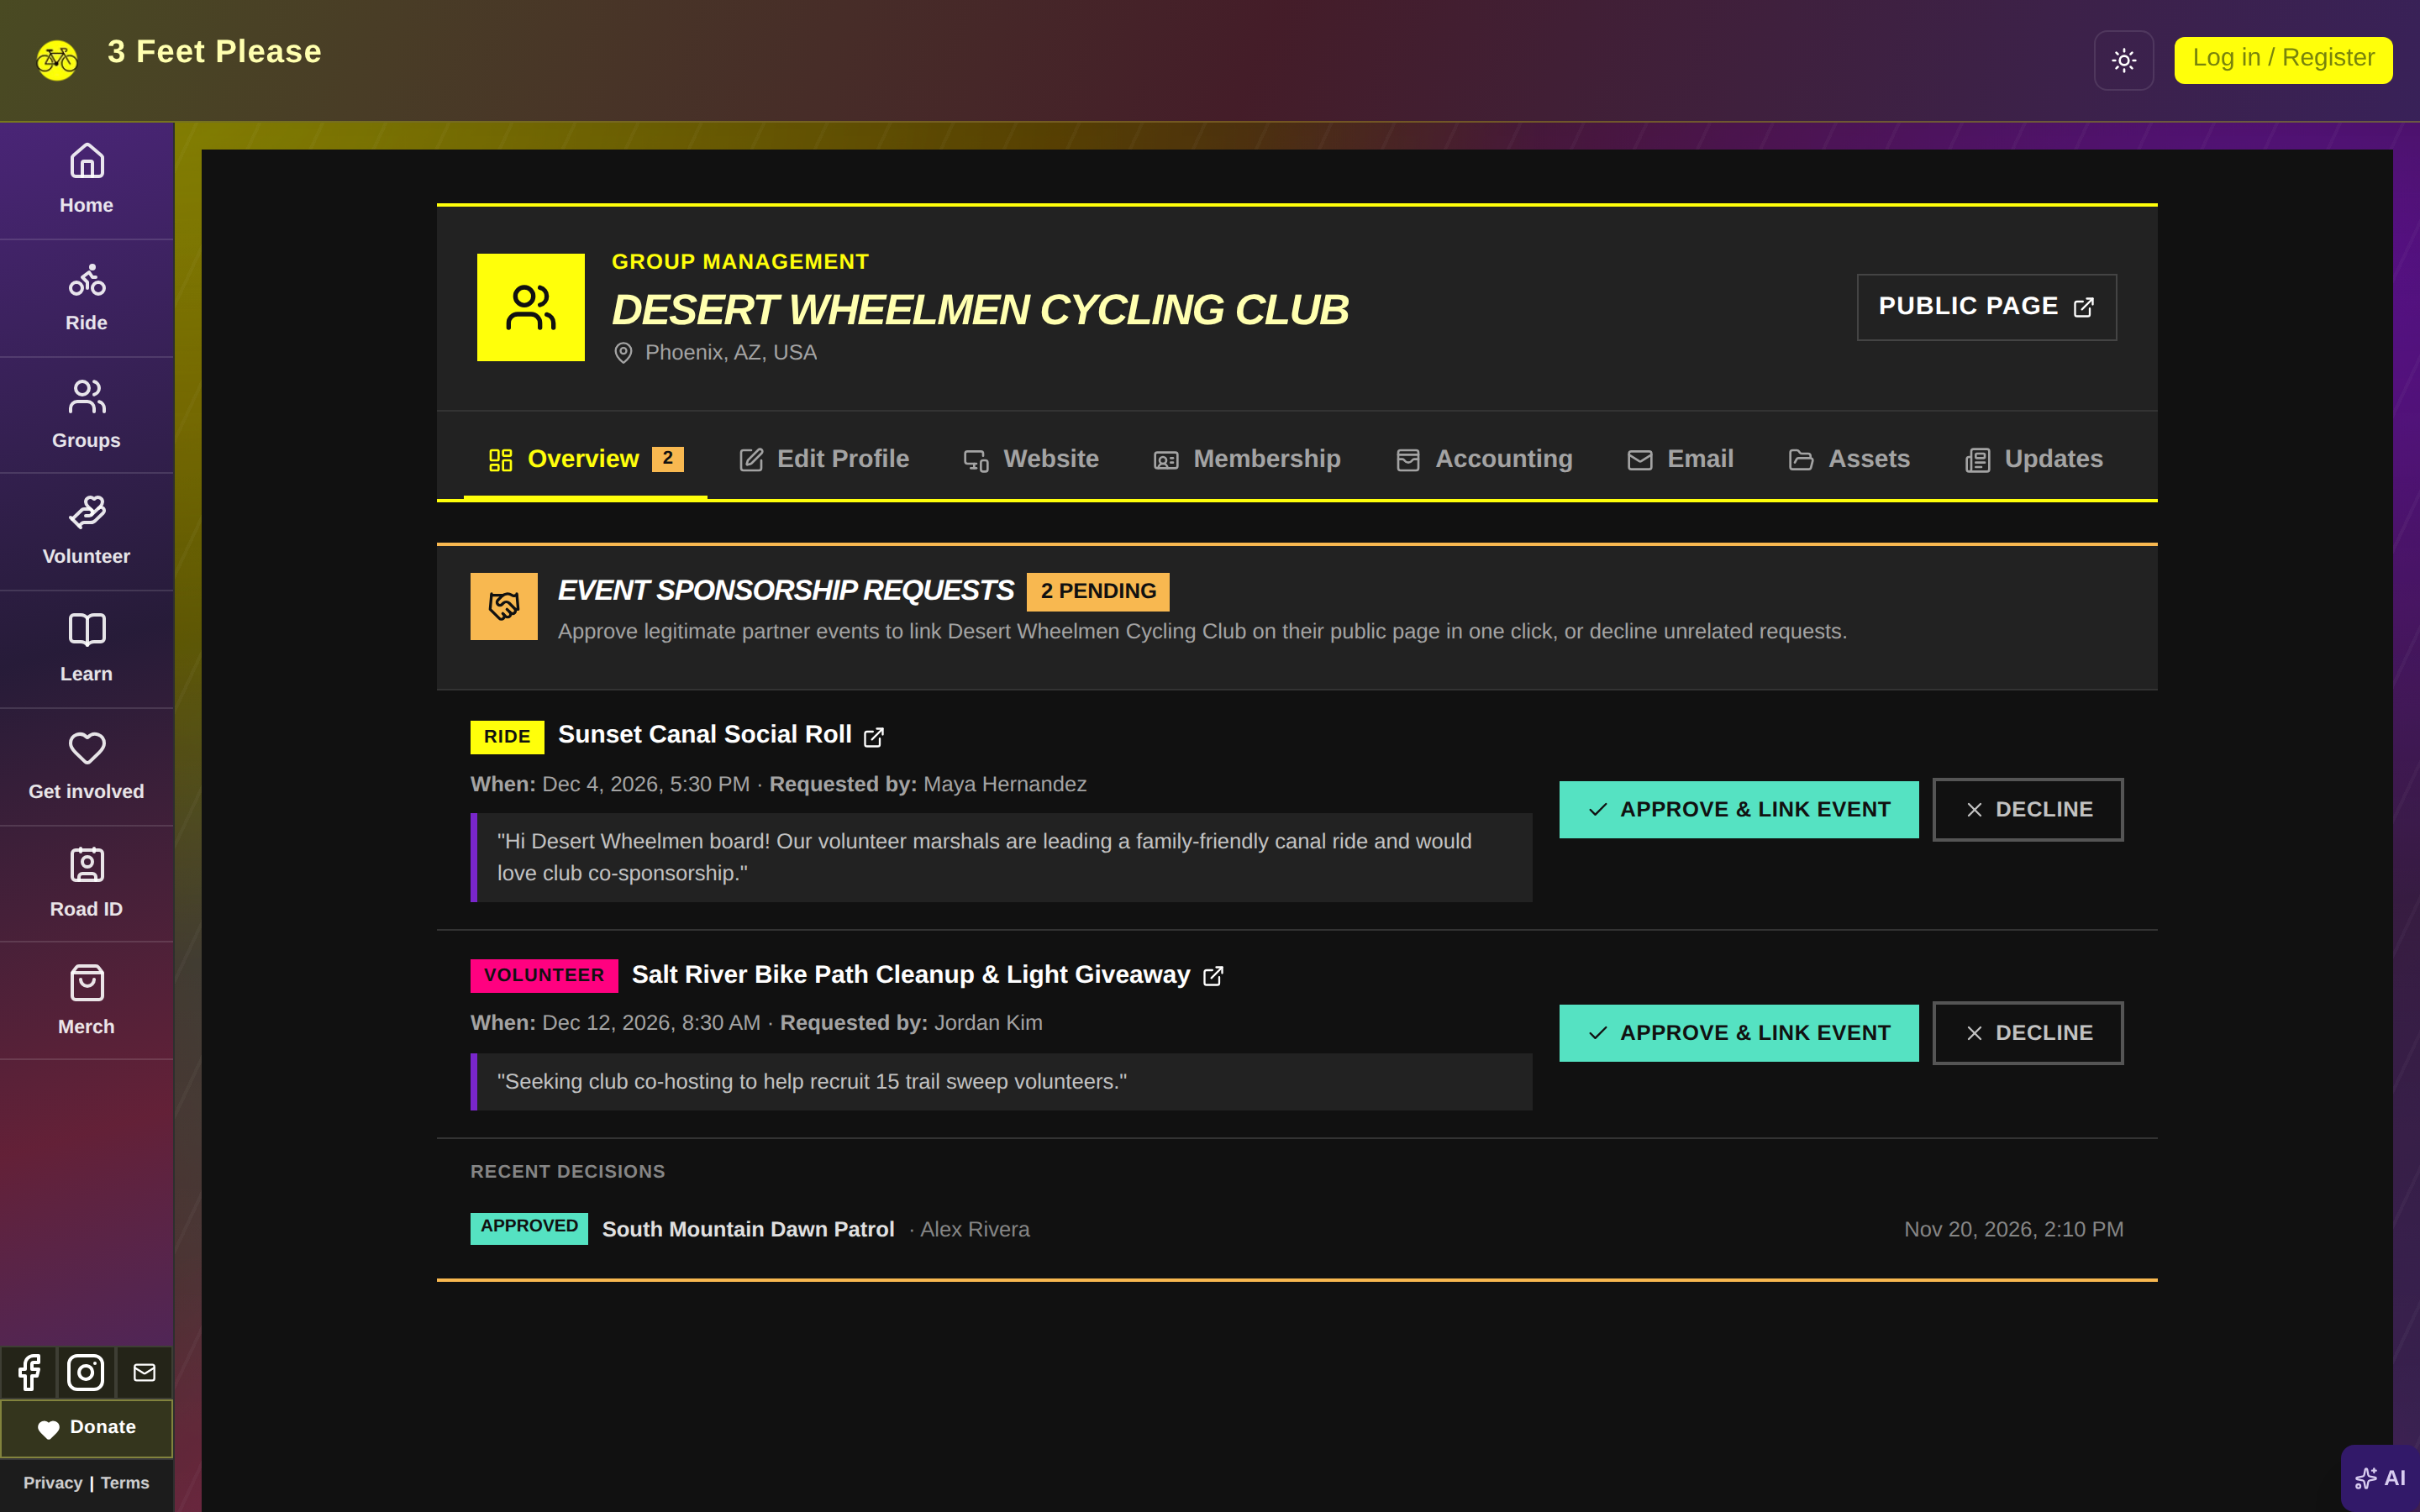 3 Feet Please
Log in / Register
Home
Ride
Groups
Volunteer
Learn
Get involved
Road ID
Merch
Donate
Privacy | Terms
GROUP MANAGEMENT
DESERT WHEELMEN CYCLING CLUB
Phoenix, AZ, USA
PUBLIC PAGE
Overview 2 Edit Profile Website Membership Accounting Email Assets Updates
EVENT SPONSORSHIP REQUESTS 2 PENDING
Approve legitimate partner events to link Desert Wheelmen Cycling Club on their public page in one click, or decline unrelated requests.
RIDE Sunset Canal Social Roll
When: Dec 4, 2026, 5:30 PM · Requested by: Maya Hernandez
"Hi Desert Wheelmen board! Our volunteer marshals are leading a family-friendly canal ride and would
love club co-sponsorship."
APPROVE & LINK EVENT DECLINE
VOLUNTEER Salt River Bike Path Cleanup & Light Giveaway
When: Dec 12, 2026, 8:30 AM · Requested by: Jordan Kim
"Seeking club co-hosting to help recruit 15 trail sweep volunteers."
APPROVE & LINK EVENT DECLINE
RECENT DECISIONS
APPROVED South Mountain Dawn Patrol · Alex Rivera Nov 20, 2026, 2:10 PM
AI